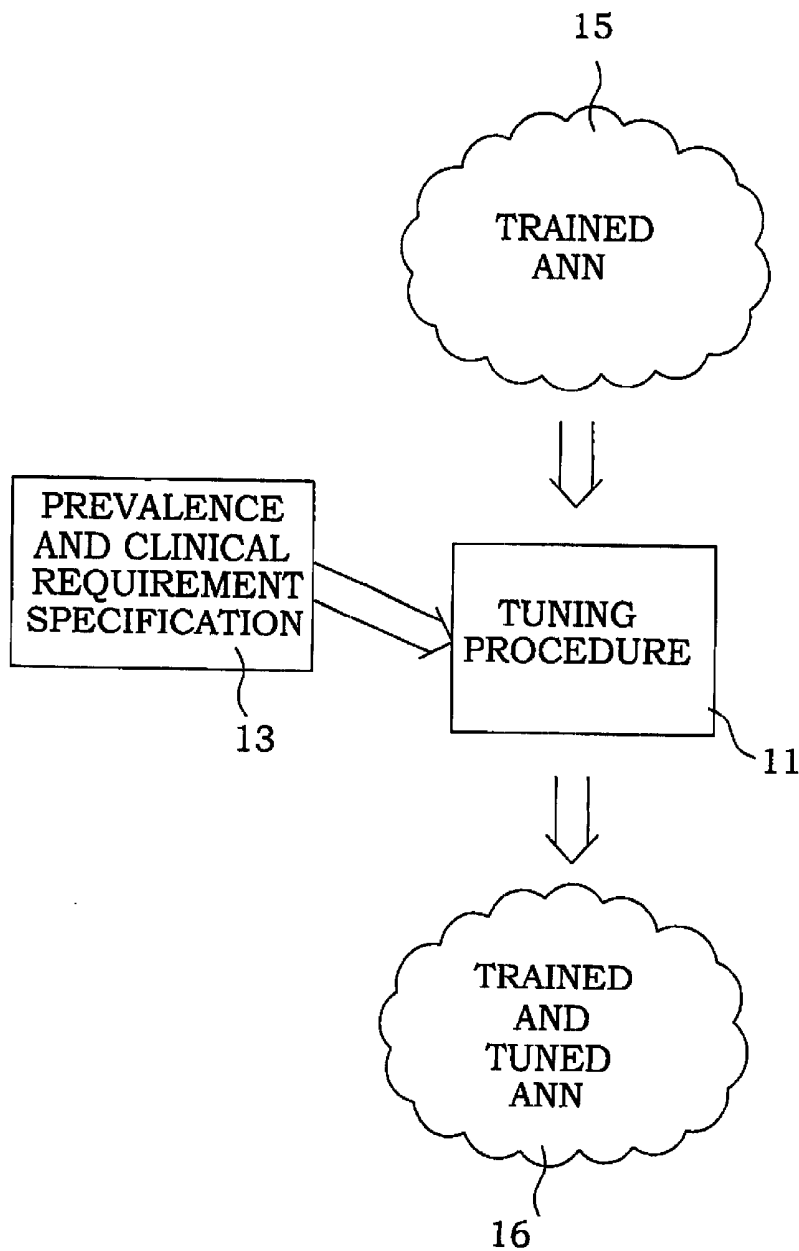 15
TRAINED
ANN
PREVALENCE
AND CLINICAL
REQUIREMENT
SPECIFICATION
13
TUNING
PROCEDURE
11
TRAINED
AND
TUNED
ANN
16